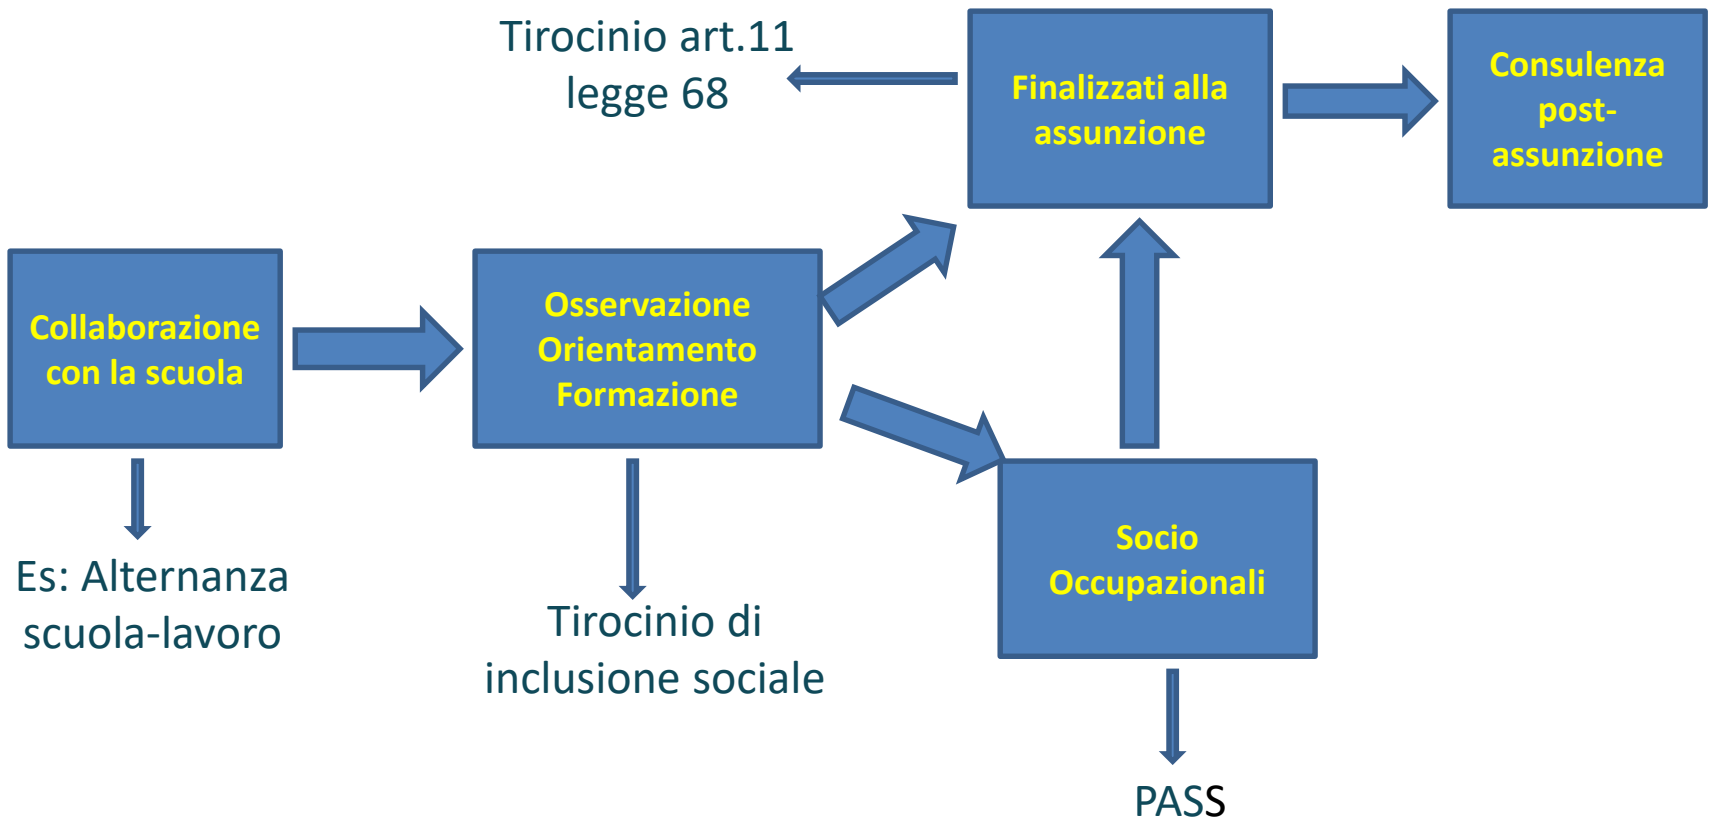 Tirocinio art.11
legge 68
Finalizzati alla
assunzione
Consulenza
post-
assunzione
Collaborazione
con la scuola
Osservazione
Orientamento
Formazione
Socio
Occupazionali
Es: Alternanza
scuola-lavoro
Tirocinio di
inclusione sociale
PASS